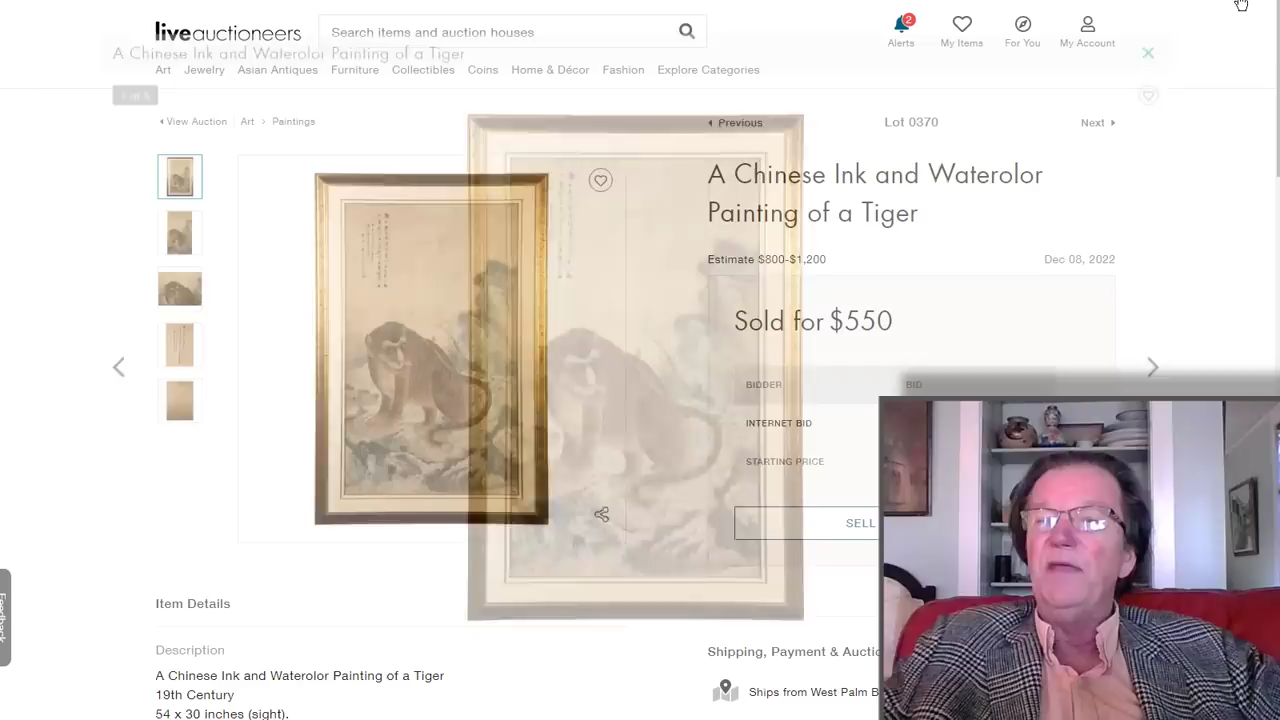 liveauctioneers
Search items and auction houses
2
Alerts
My Items
For You
My Account
A Chinese Ink and Waterolor Painting of a Tiger
Art
Jewelry
Asian Antiques
Furniture
Collectibles
Coins
Home & Décor
Fashion
Explore Categories
1 of 5
View Auction
Art
Paintings
Previous
Lot 0370
Next
A Chinese Ink and Waterolor
Painting of a Tiger
Estimate $800-$1,200
Dec 08, 2022
Sold for $550
BIDDER
BID
INTERNET BID
STARTING PRICE
SELL
Feedback
Item Details
Description
A Chinese Ink and Waterolor Painting of a Tiger
19th Century
54 x 30 inches (sight).
Shipping, Payment & Auctio
Ships from West Palm B